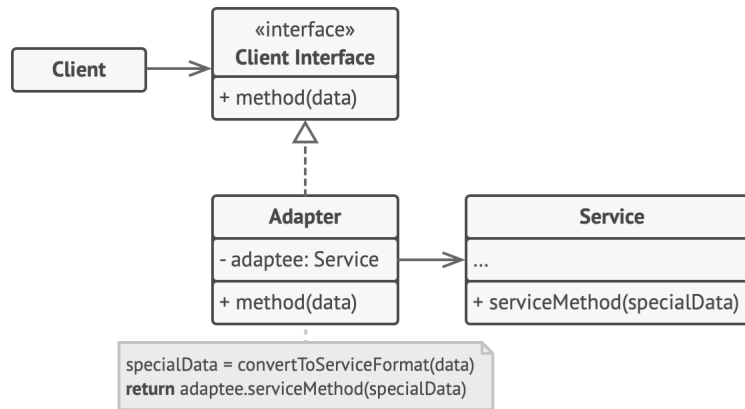 «interface»
Client Interface
+ method(data)
Client
Adapter
- adaptee: Service
+ method(data)
Service
...
+ serviceMethod(specialData)
specialData = convertToServiceFormat(data)
return adaptee.serviceMethod(specialData)